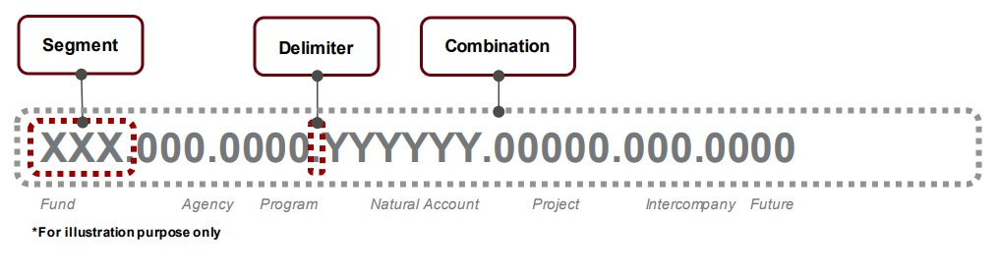 Segment Delimiter Combination
XXX.000.0000.YYYYYY.00000.000.0000
Fund Agency Program Natural Account Project Intercompany Future
*For illustration purpose only